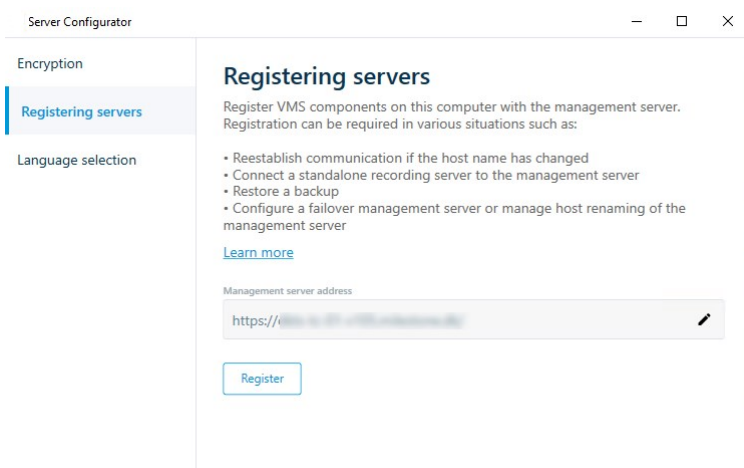 Server Configurator
Encryption
Registering servers
Language selection
Registering servers
Register VMS components on this computer with the management server.
Registration can be required in various situations such as:
• Reestablish communication if the host name has changed
• Connect a standalone recording server to the management server
• Restore a backup
• Configure a failover management server or manage host renaming of the
management server
Learn more
Management server address
https://
Register